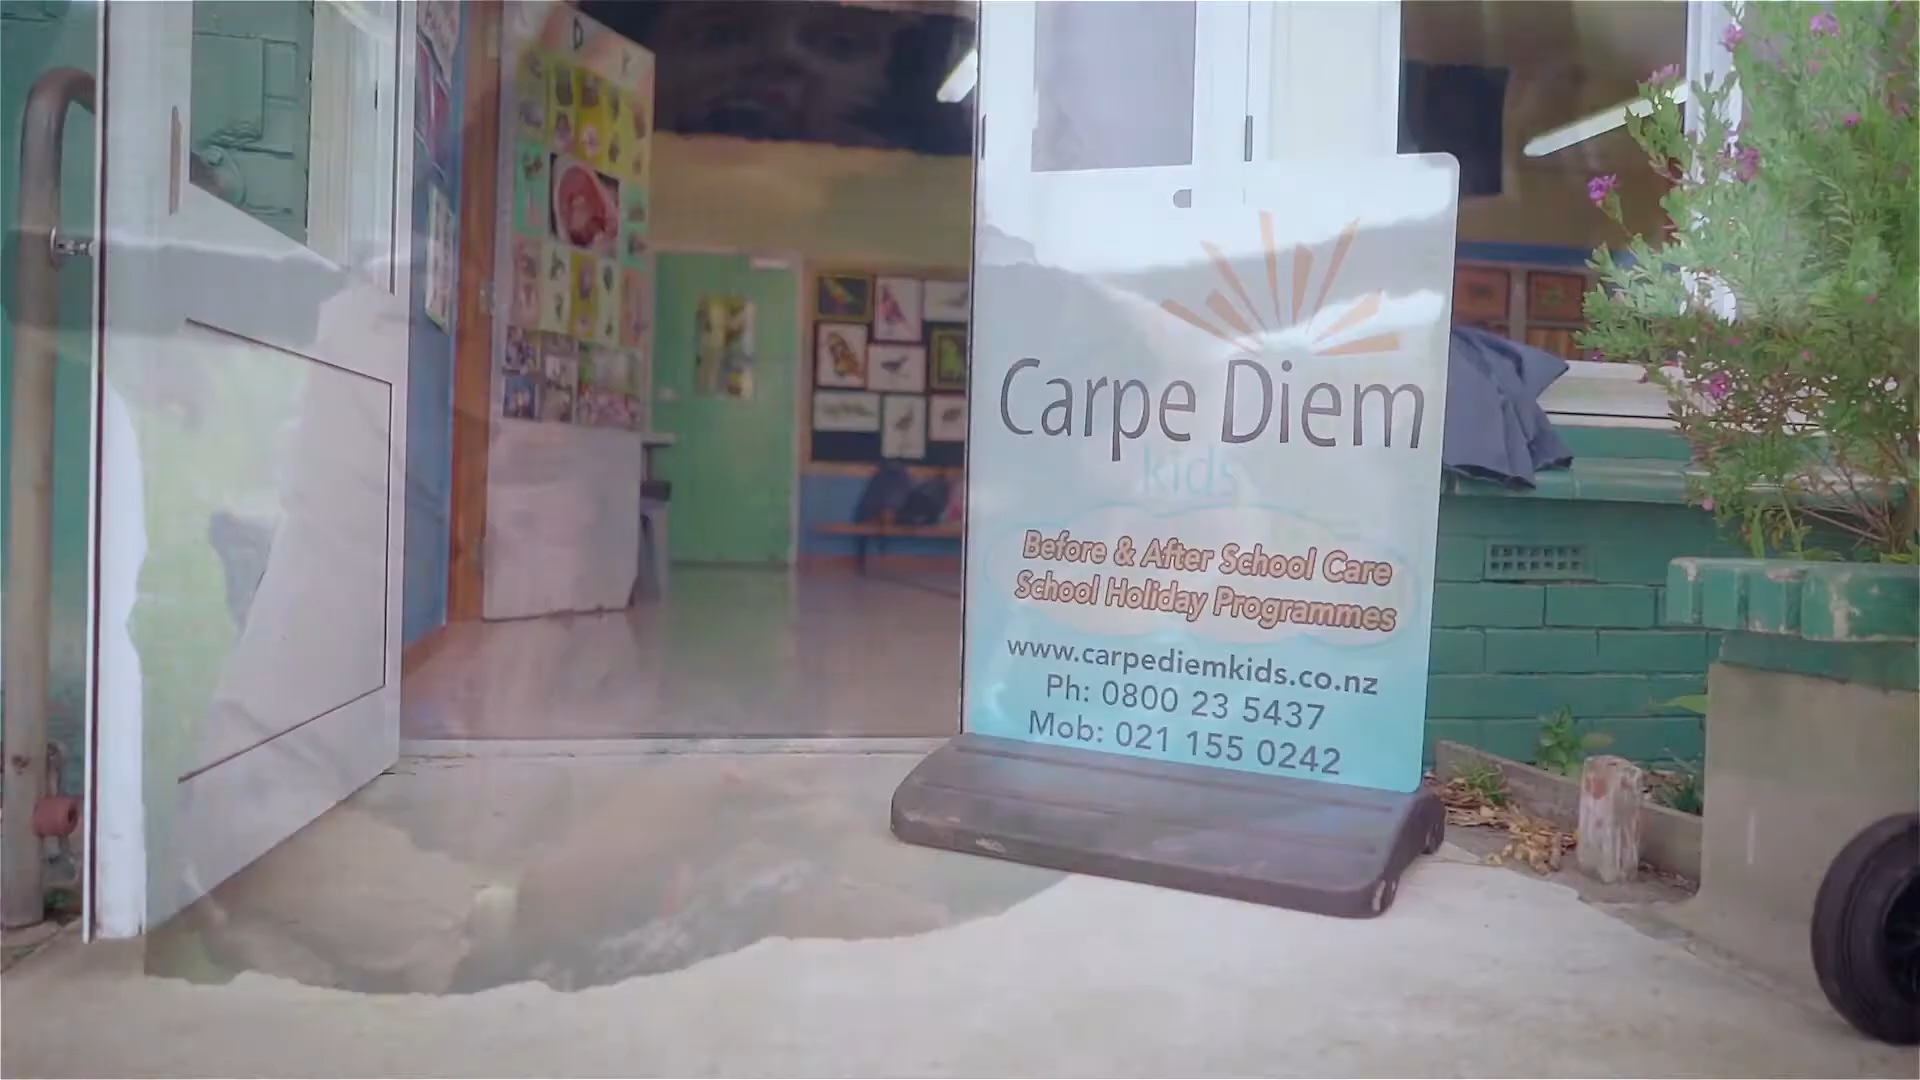 Carpe Diem
kids
Before & After School Care
School Holiday Programmes
www.carpediemkids.co.nz
Ph: 0800 23 5437
Mob: 021 155 0242